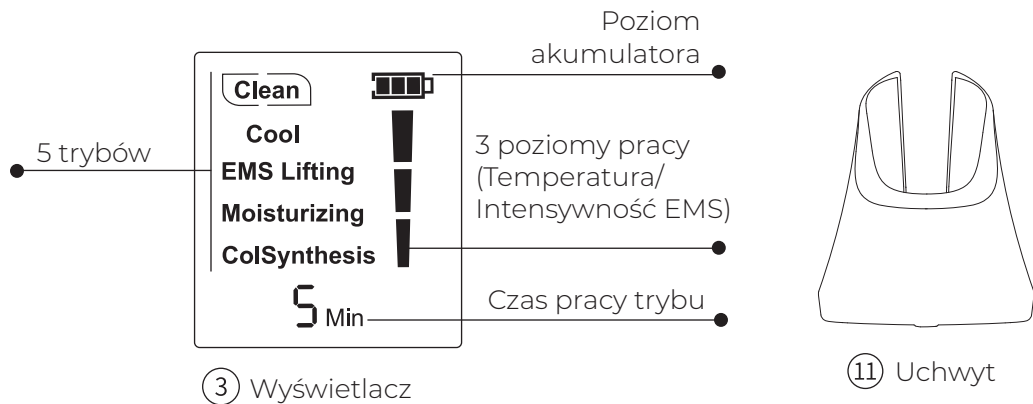 Poziom
akumulatora
Clean
Cool
5 trybów
EMS Lifting
3 poziomy pracy
(Temperatura/
Intensywność EMS)
Moisturizing
ColSynthesis
5 Min
Czas pracy trybu
3 Wyświetlacz
11 Uchwyt